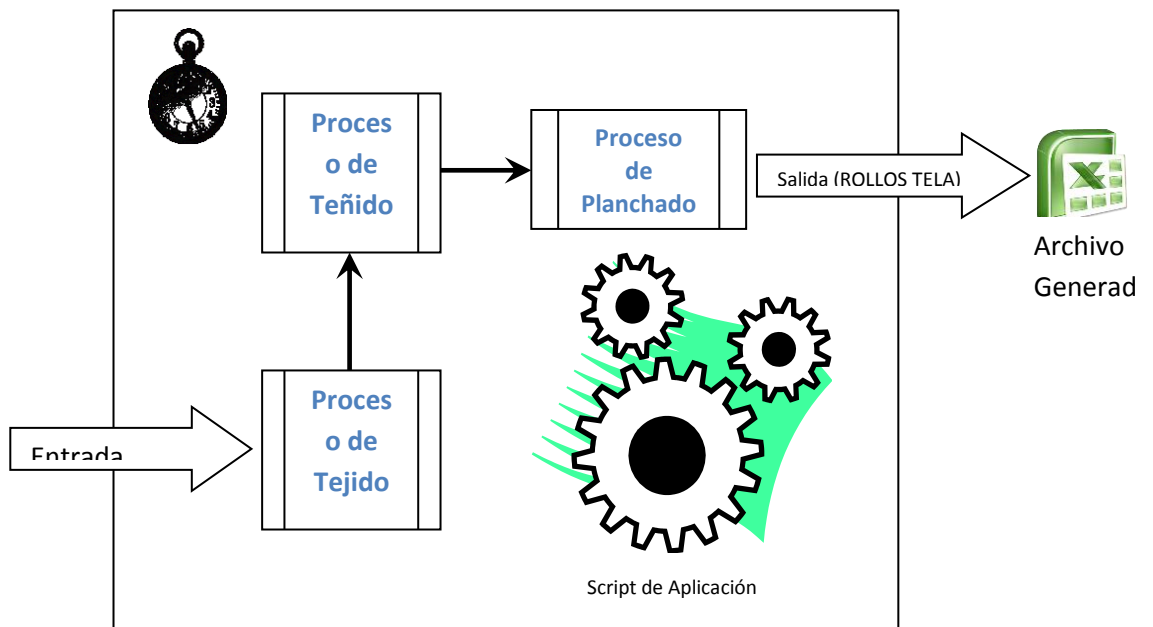 Proces
o de
Teñido
Proceso
de
Planchado
Salida (ROLLOS TELA)
Archivo
Generad
Entrada
Proces
o de
Tejido
Script de Aplicación